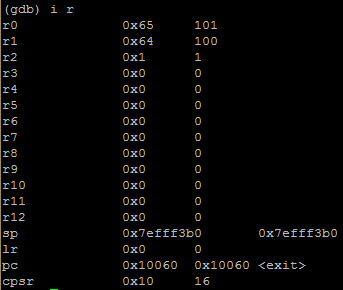 (gdb) i r
r0 0x65 101
r1 0x64 100
r2 0x1 1
r3 0x0 0
r4 0x0 0
r5 0x0 0
r6 0x0 0
r7 0x0 0
r8 0x0 0
r9 0x0 0
r10 0x0 0
r11 0x0 0
r12 0x0 0
sp 0x7efff3b0 0x7efff3b0
lr 0x0 0
pc 0x10060 0x10060 <exit>
cpsr 0x10 16